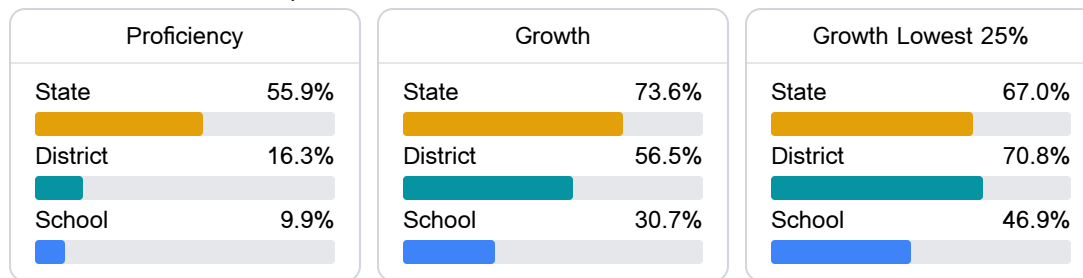 Proficiency
State 55.9%
District 16.3%
School 9.9%
Growth
State 73.6%
District 56.5%
School 30.7%
Growth Lowest 25%
State 67.0%
District 70.8%
School 46.9%